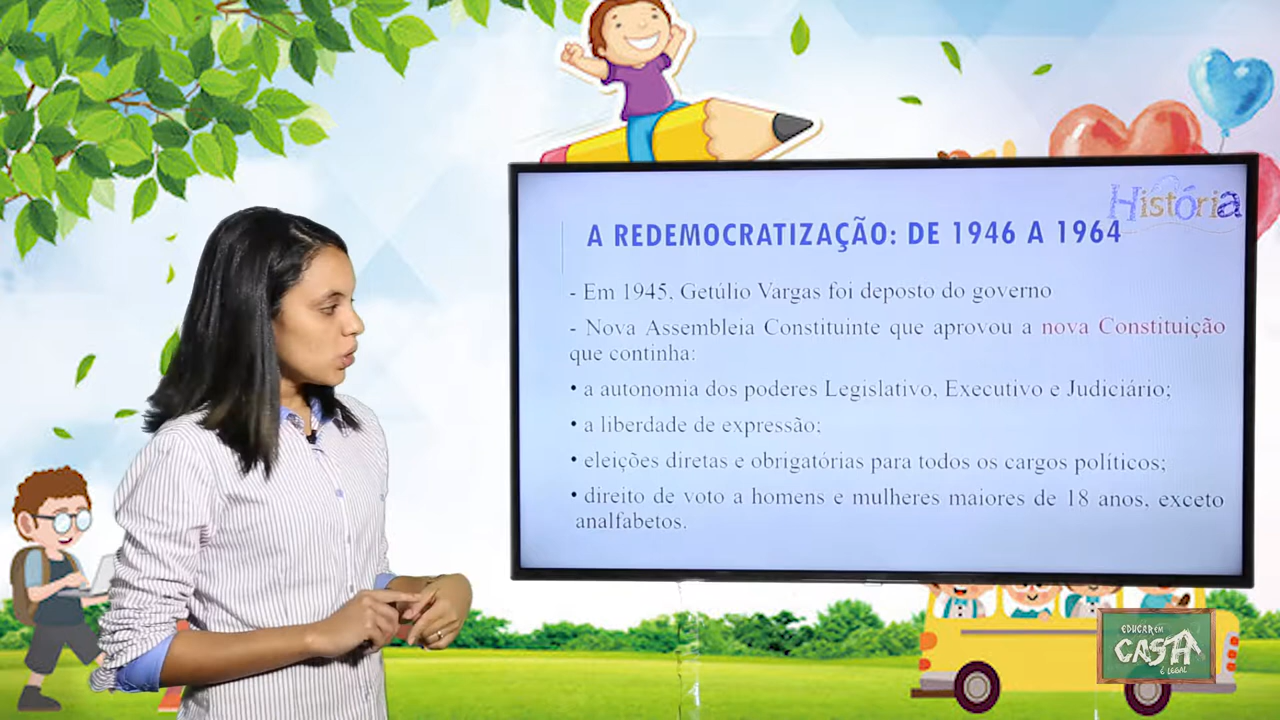 História
A REDEMOCRATIZAÇÃO: DE 1946 A 1964
- Em 1945, Getúlio Vargas foi deposto do governo
- Nova Assembleia Constituinte que aprovou a nova Constituição
que continha:
• a autonomia dos poderes Legislativo, Executivo e Judiciário;
• a liberdade de expressão;
• eleições diretas e obrigatórias para todos os cargos políticos;
• direito de voto a homens e mulheres maiores de 18 anos, exceto
analfabetos.
EDUCAR EM
CASA
É LEGAL